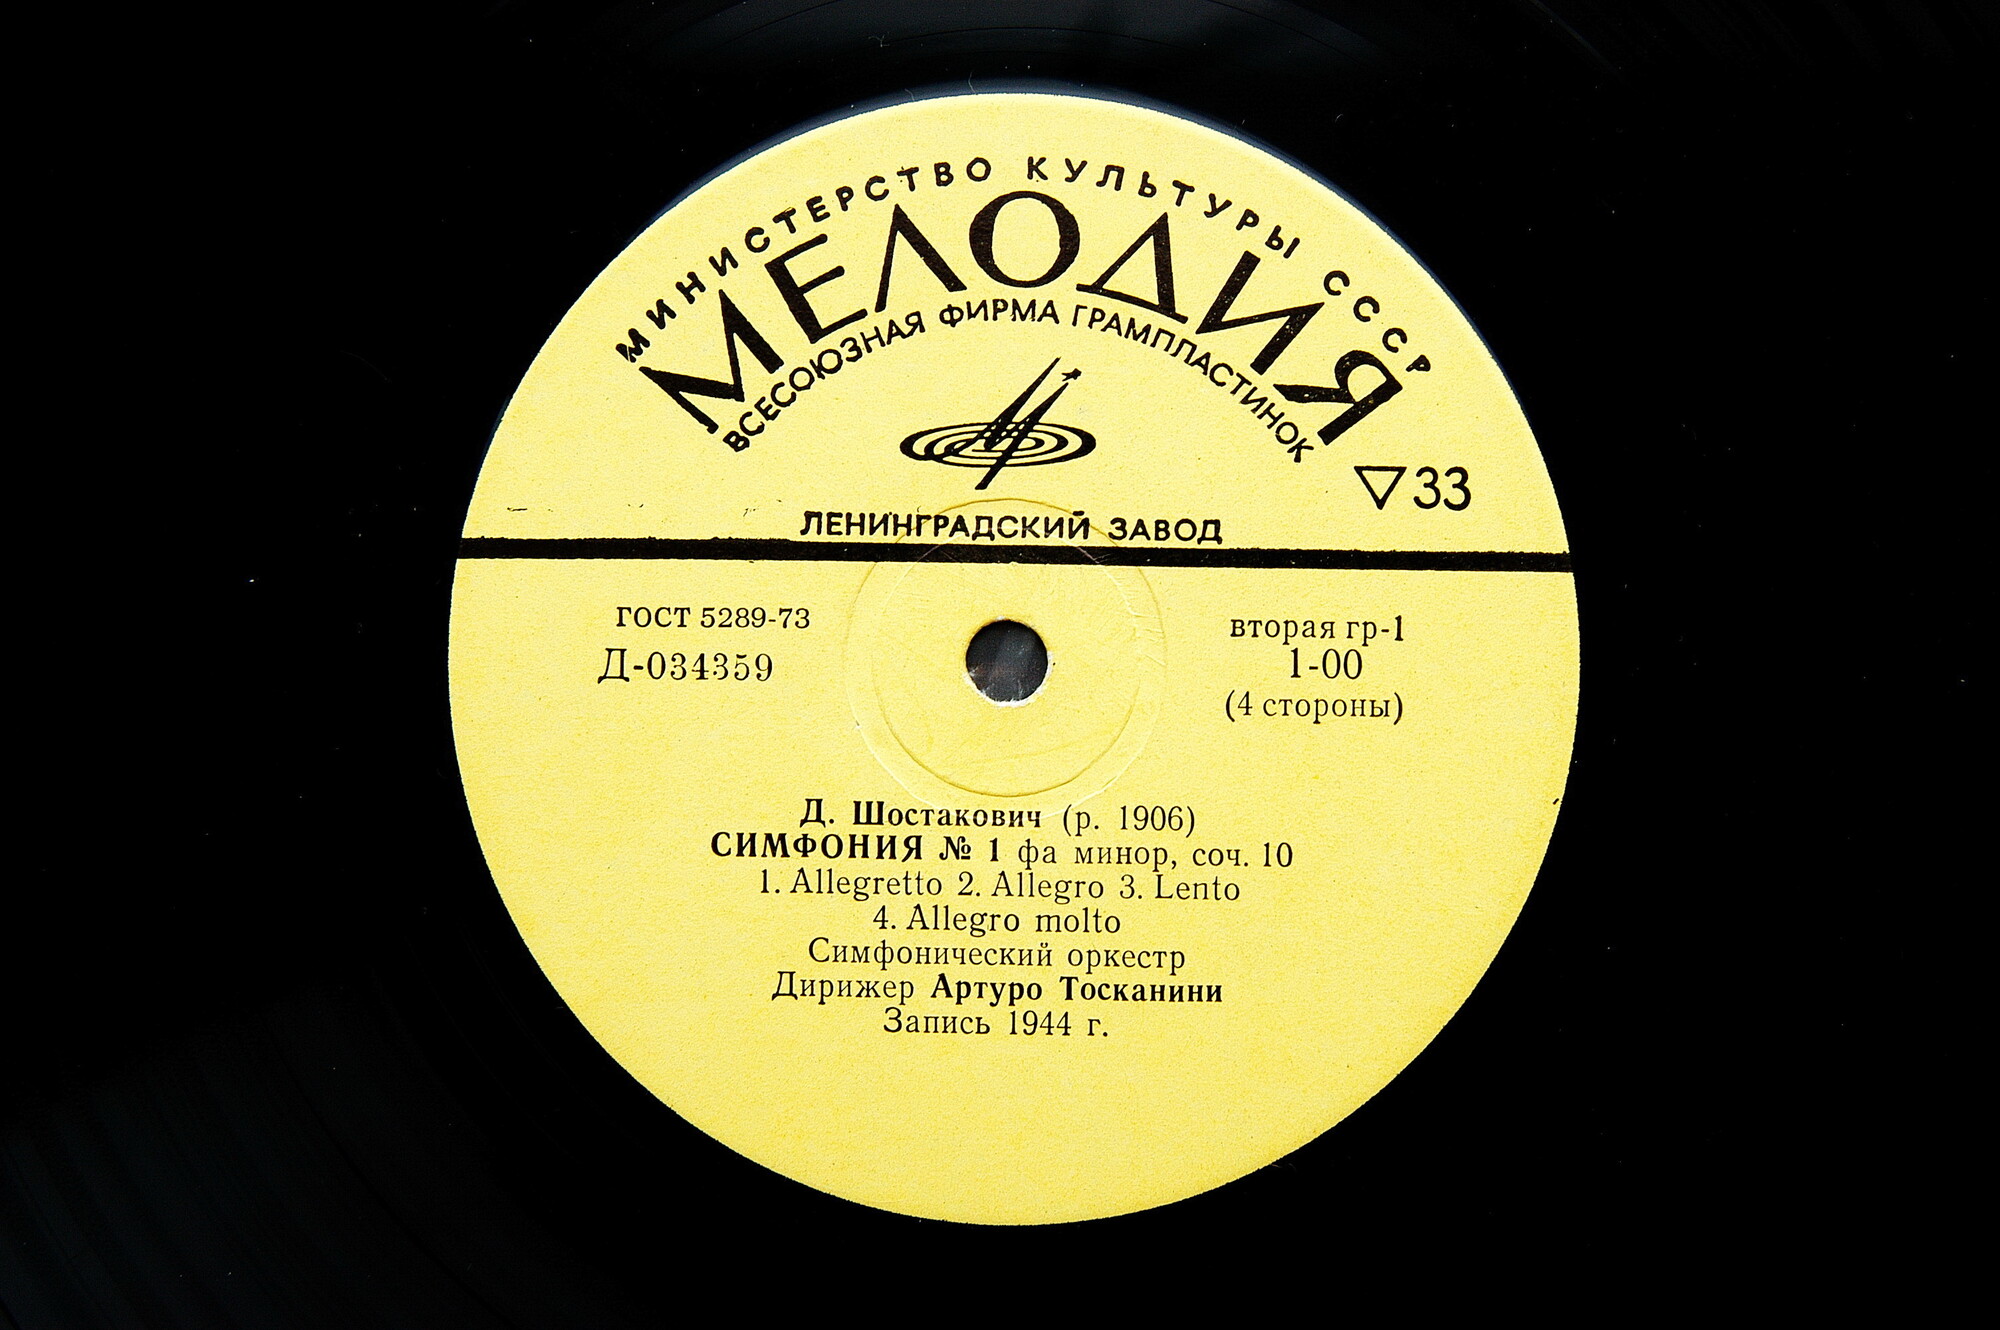 МИНИСТЕРСТВО КУЛЬТУРЫ СССР
МЕЛОДИЯ
ВСЕСОЮЗНАЯ ФИРМА ГРАМПЛАСТИНОК
▽33
ЛЕНИНГРАДСКИЙ ЗАВОД
ГОСТ 5289-73
Д-034359
вторая гр-1
1-00
(4 стороны)
Д. Шостакович (р. 1906)
СИМФОНИЯ № 1 фа минор, соч. 10
1. Allegretto 2. Allegro 3. Lento
4. Allegro molto
Симфонический оркестр
Дирижер Артуро Тосканини
Запись 1944 г.